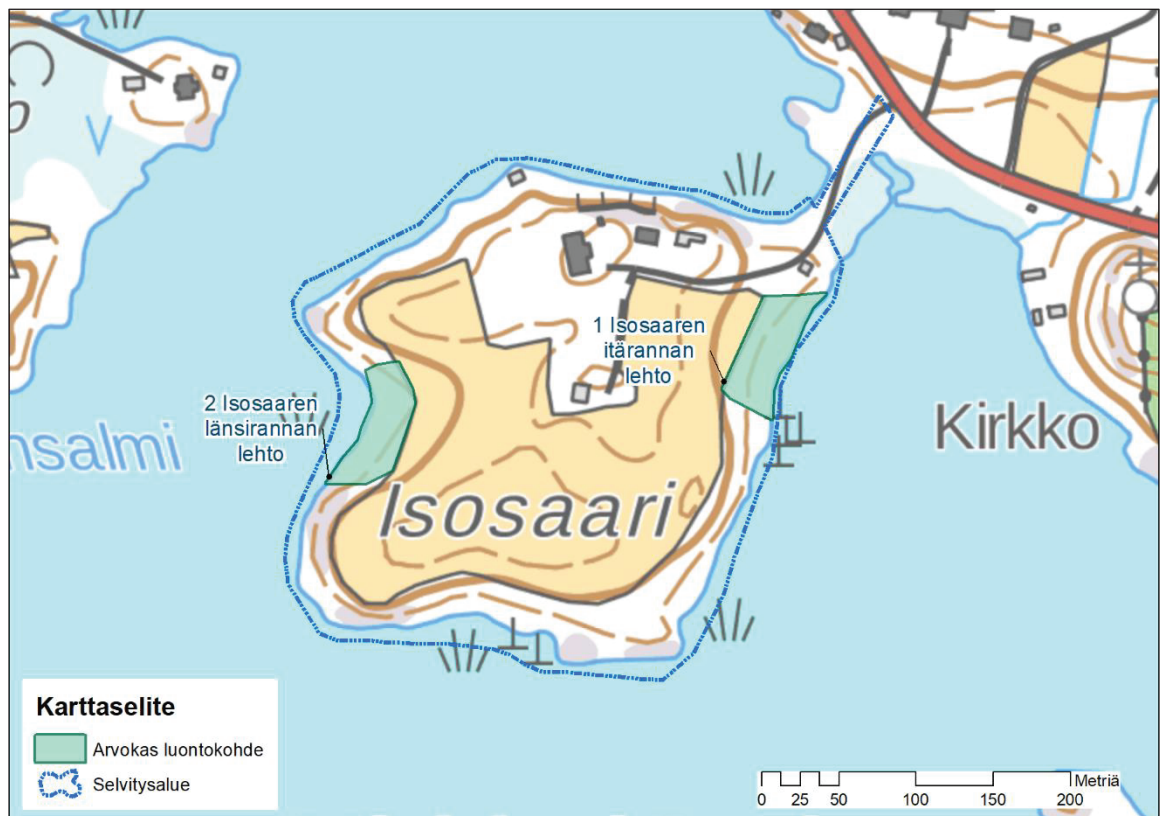 1 Isosaaren
itärannan
lehto
2 Isosaaren
länsirannan
lehto
nsalmi
Kirkko
Isosaari
Karttaselite
Arvokas luontokohde
Selvitysalue
Metriä
0 25 50 100 150 200